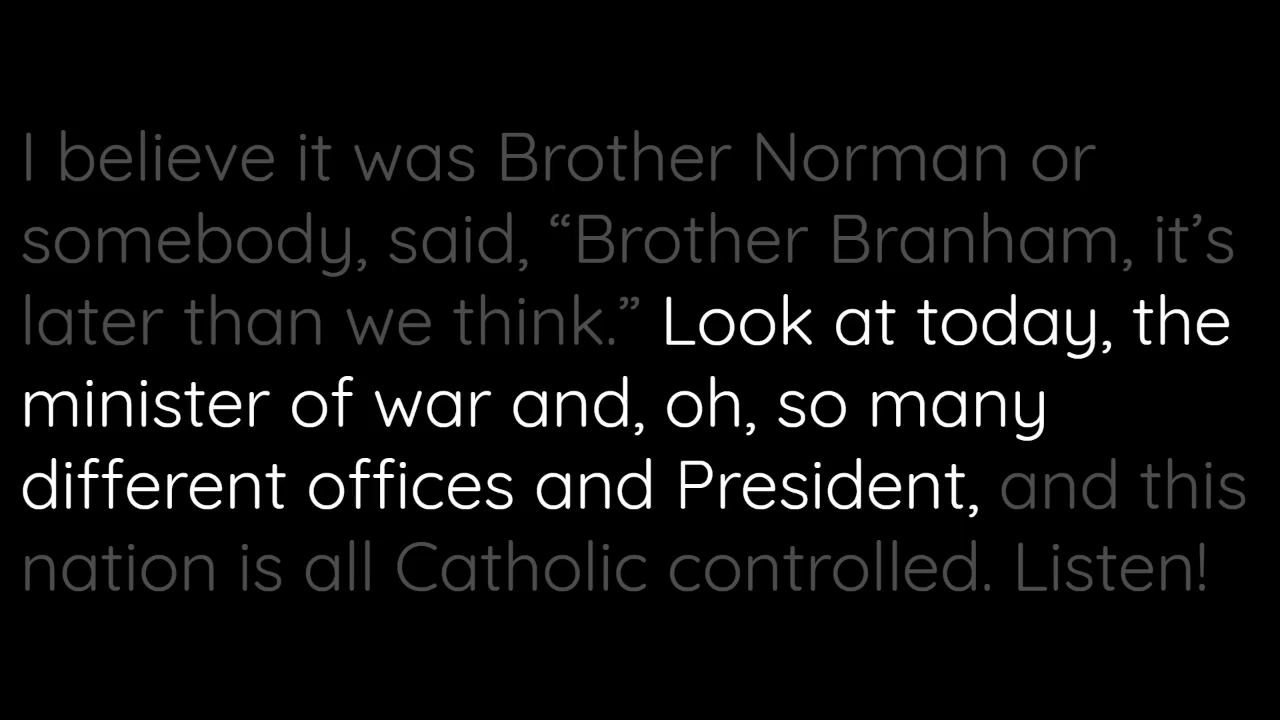 I believe it was Brother Norman or
somebody, said, “Brother Branham, it’s
later than we think.” Look at today, the
minister of war and, oh, so many
different offices and President, and this
nation is all Catholic controlled. Listen!